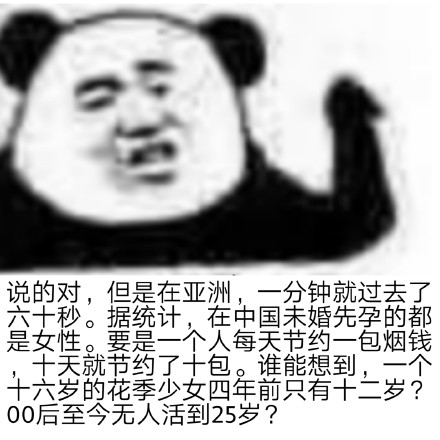 说的对，但是在亚洲，一分钟就过去了
六十秒。据统计，在中国未婚先孕的都
是女性。要是一个人每天节约一包烟钱
，十天就节约了十包。谁能想到，一个
十六岁的花季少女四年前只有十二岁？
00后至今无人活到25岁？